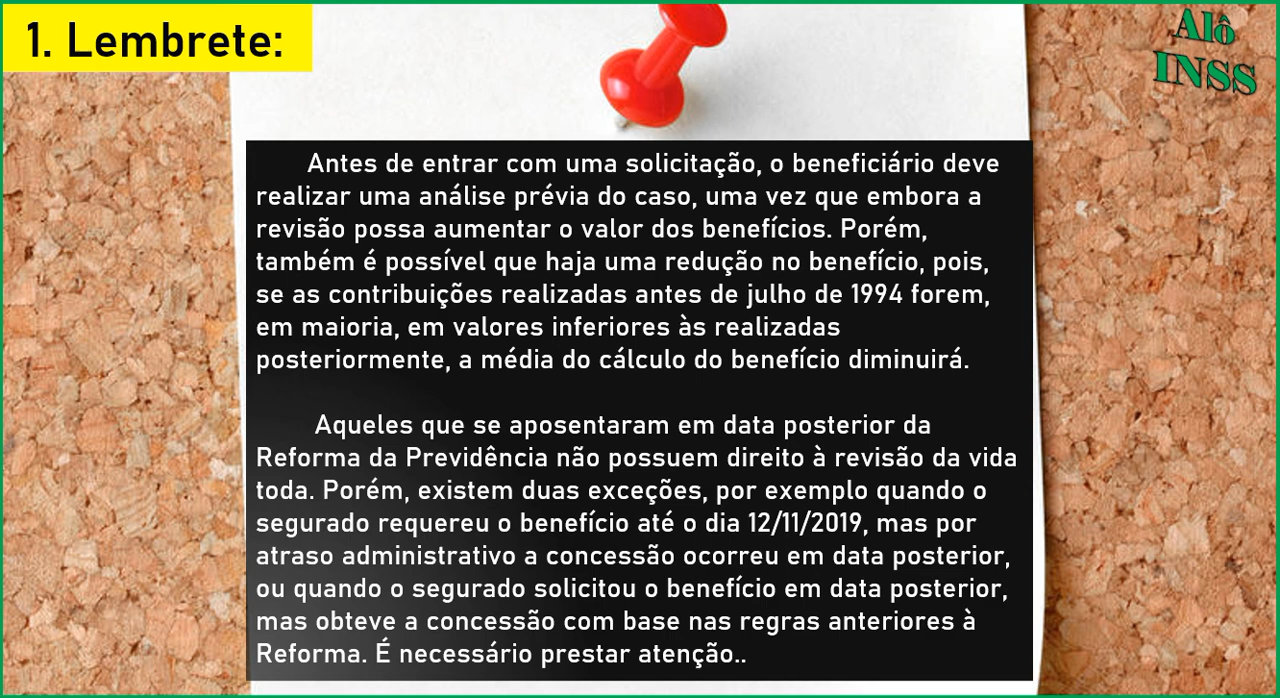 1. Lembrete:
Alô
INSS
Antes de entrar com uma solicitação, o beneficiário deve
realizar uma análise prévia do caso, uma vez que embora a
revisão possa aumentar o valor dos benefícios. Porém,
também é possível que haja uma redução no benefício, pois,
se as contribuições realizadas antes de julho de 1994 forem,
em maioria, em valores inferiores às realizadas
posteriormente, a média do cálculo do benefício diminuirá.
Aqueles que se aposentaram em data posterior da
Reforma da Previdência não possuem direito à revisão da vida
toda. Porém, existem duas exceções, por exemplo quando o
segurado requereu o benefício até o dia 12/11/2019, mas por
atraso administrativo a concessão ocorreu em data posterior,
ou quando o segurado solicitou o benefício em data posterior,
mas obteve a concessão com base nas regras anteriores à
Reforma. É necessário prestar atenção..